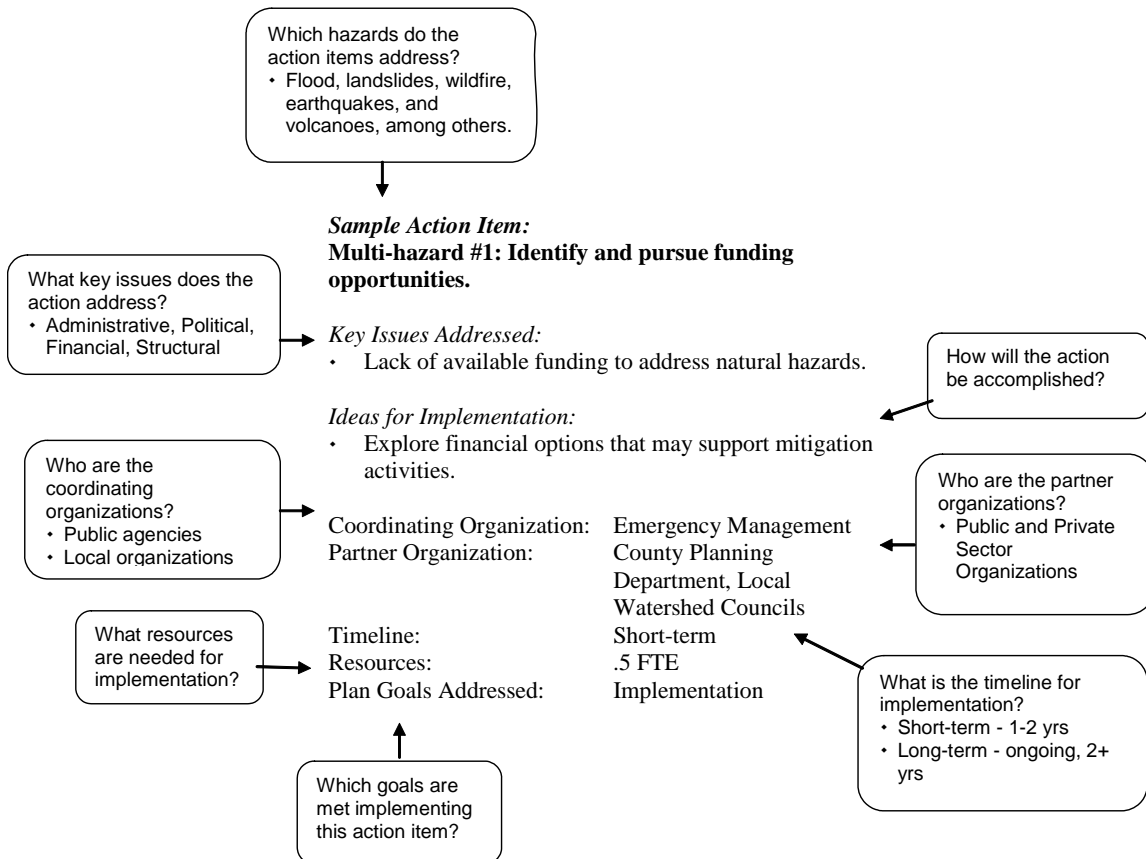 Which hazards do the
action items address?
• Flood, landslides, wildfire,
earthquakes, and
volcanoes, among others.
Sample Action Item:
Multi-hazard #1: Identify and pursue funding
opportunities.
What key issues does the
action address?
• Administrative, Political,
Financial, Structural
Key Issues Addressed:
• Lack of available funding to address natural hazards.
How will the action
be accomplished?
Ideas for Implementation:
• Explore financial options that may support mitigation
activities.
Who are the
coordinating
organizations?
• Public agencies
• Local organizations
Who are the partner
organizations?
• Public and Private
Sector
Organizations
Coordinating Organization: Emergency Management
Partner Organization: County Planning
Department, Local
Watershed Councils
What resources
are needed for
implementation?
Timeline: Short-term
Resources: .5 FTE
Plan Goals Addressed: Implementation
What is the timeline for
implementation?
• Short-term - 1-2 yrs
• Long-term - ongoing, 2+
yrs
Which goals are
met implementing
this action item?